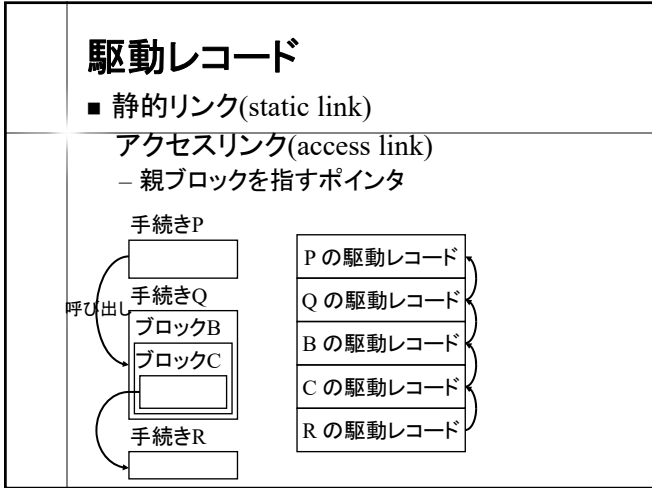 駆動レコード
■ 静的リンク(static link)
アクセスリンク(access link)
– 親ブロックを指すポインタ
手続きP
呼び出し
手続きQ
ブロックB
ブロックC
手続きR
P の駆動レコード
Q の駆動レコード
B の駆動レコード
C の駆動レコード
R の駆動レコード